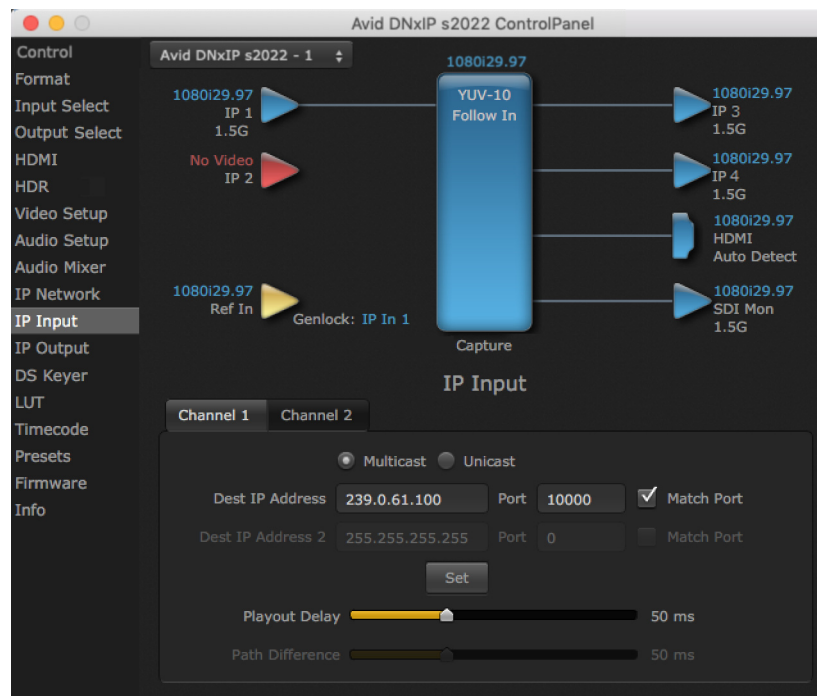 Avid DNxIP s2022 ControlPanel
Control
Format
Input Select
Output Select
HDMI
HDR
Video Setup
Audio Setup
Audio Mixer
IP Network
IP Input
IP Output
DS Keyer
LUT
Timecode
Presets
Firmware
Info
Avid DNxIP s2022 - 1
1080i29.97
1080i29.97
IP 1
1.5G
No Video
IP 2
1080i29.97
Ref In
Genlock: IP In 1
YUV-10
Follow In
Capture
1080i29.97
IP 3
1.5G
1080i29.97
IP 4
1.5G
1080i29.97
HDMI
Auto Detect
1080i29.97
SDI Mon
1.5G
IP Input
Channel 1 Channel 2
Multicast Unicast
Dest IP Address 239.0.61.100 Port 10000 Match Port
Dest IP Address 2 255.255.255.255 Port 0 Match Port
Set
Playout Delay 50 ms
Path Difference 50 ms